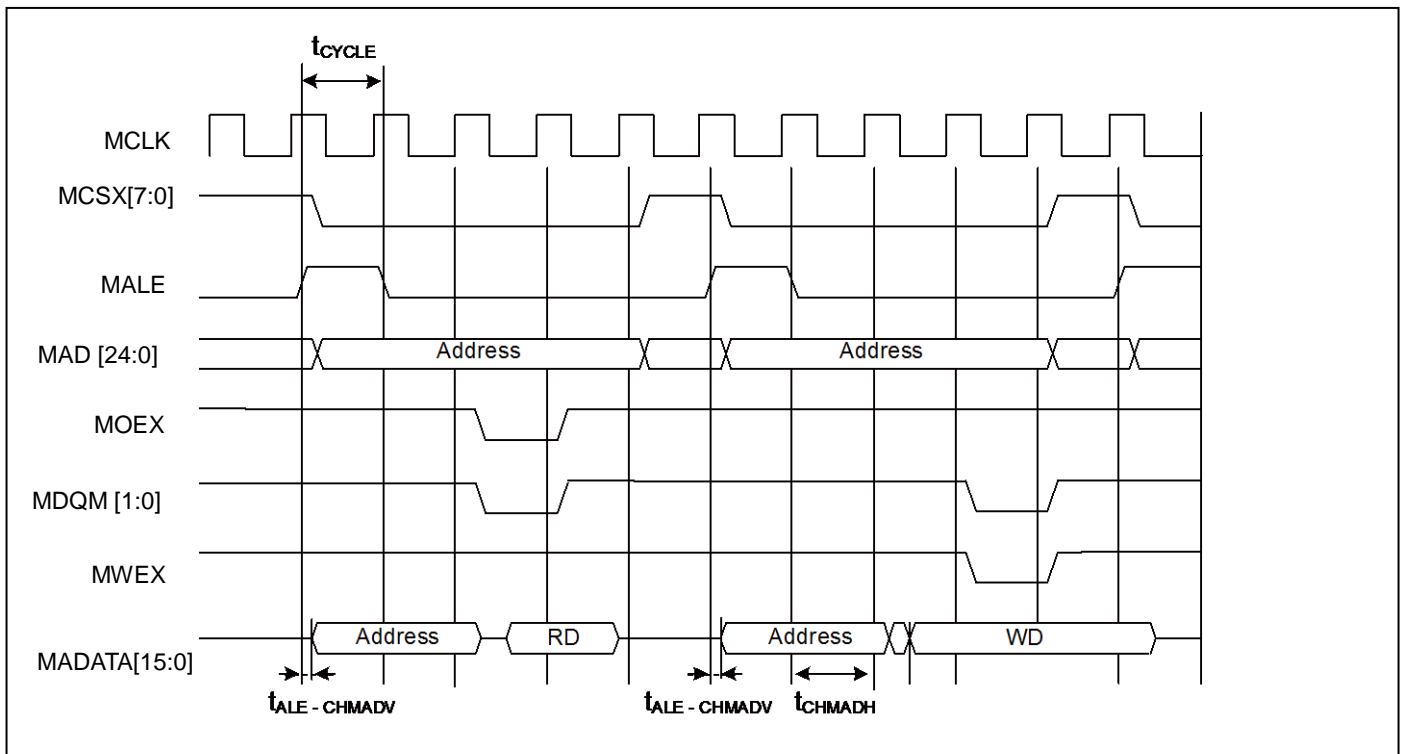 tCYCLE
MCLK
MCSX[7:0]
MALE
MAD [24:0]
Address
Address
MOEX
MDQM [1:0]
MWEX
MADATA[15:0]
Address
RD
Address
WD
tALE - CHMADV
tALE - CHMADV
tCHMADH